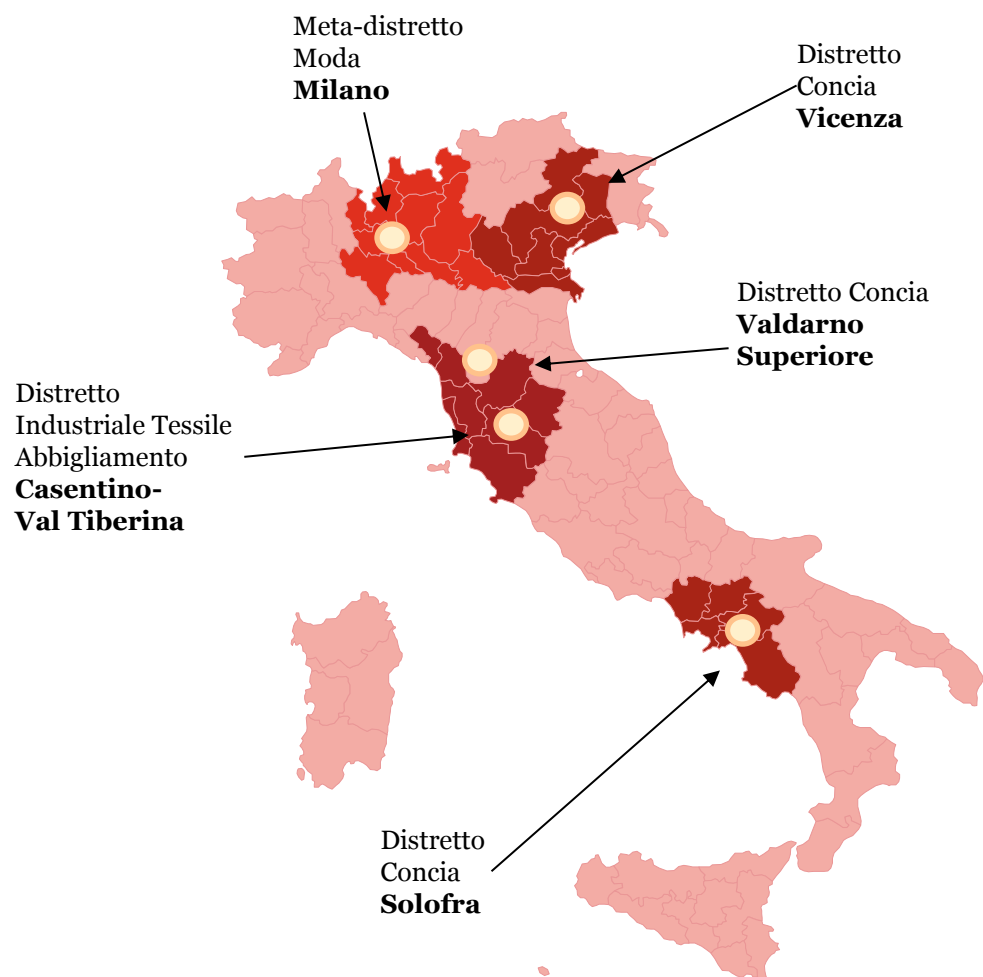 Meta-distretto
Moda
Milano
Distretto
Concia
Vicenza
Distretto Concia
Valdarno
Superiore
Distretto
Industriale Tessile
Abbigliamento
Casentino-
Val Tiberina
Distretto
Concia
Solofra